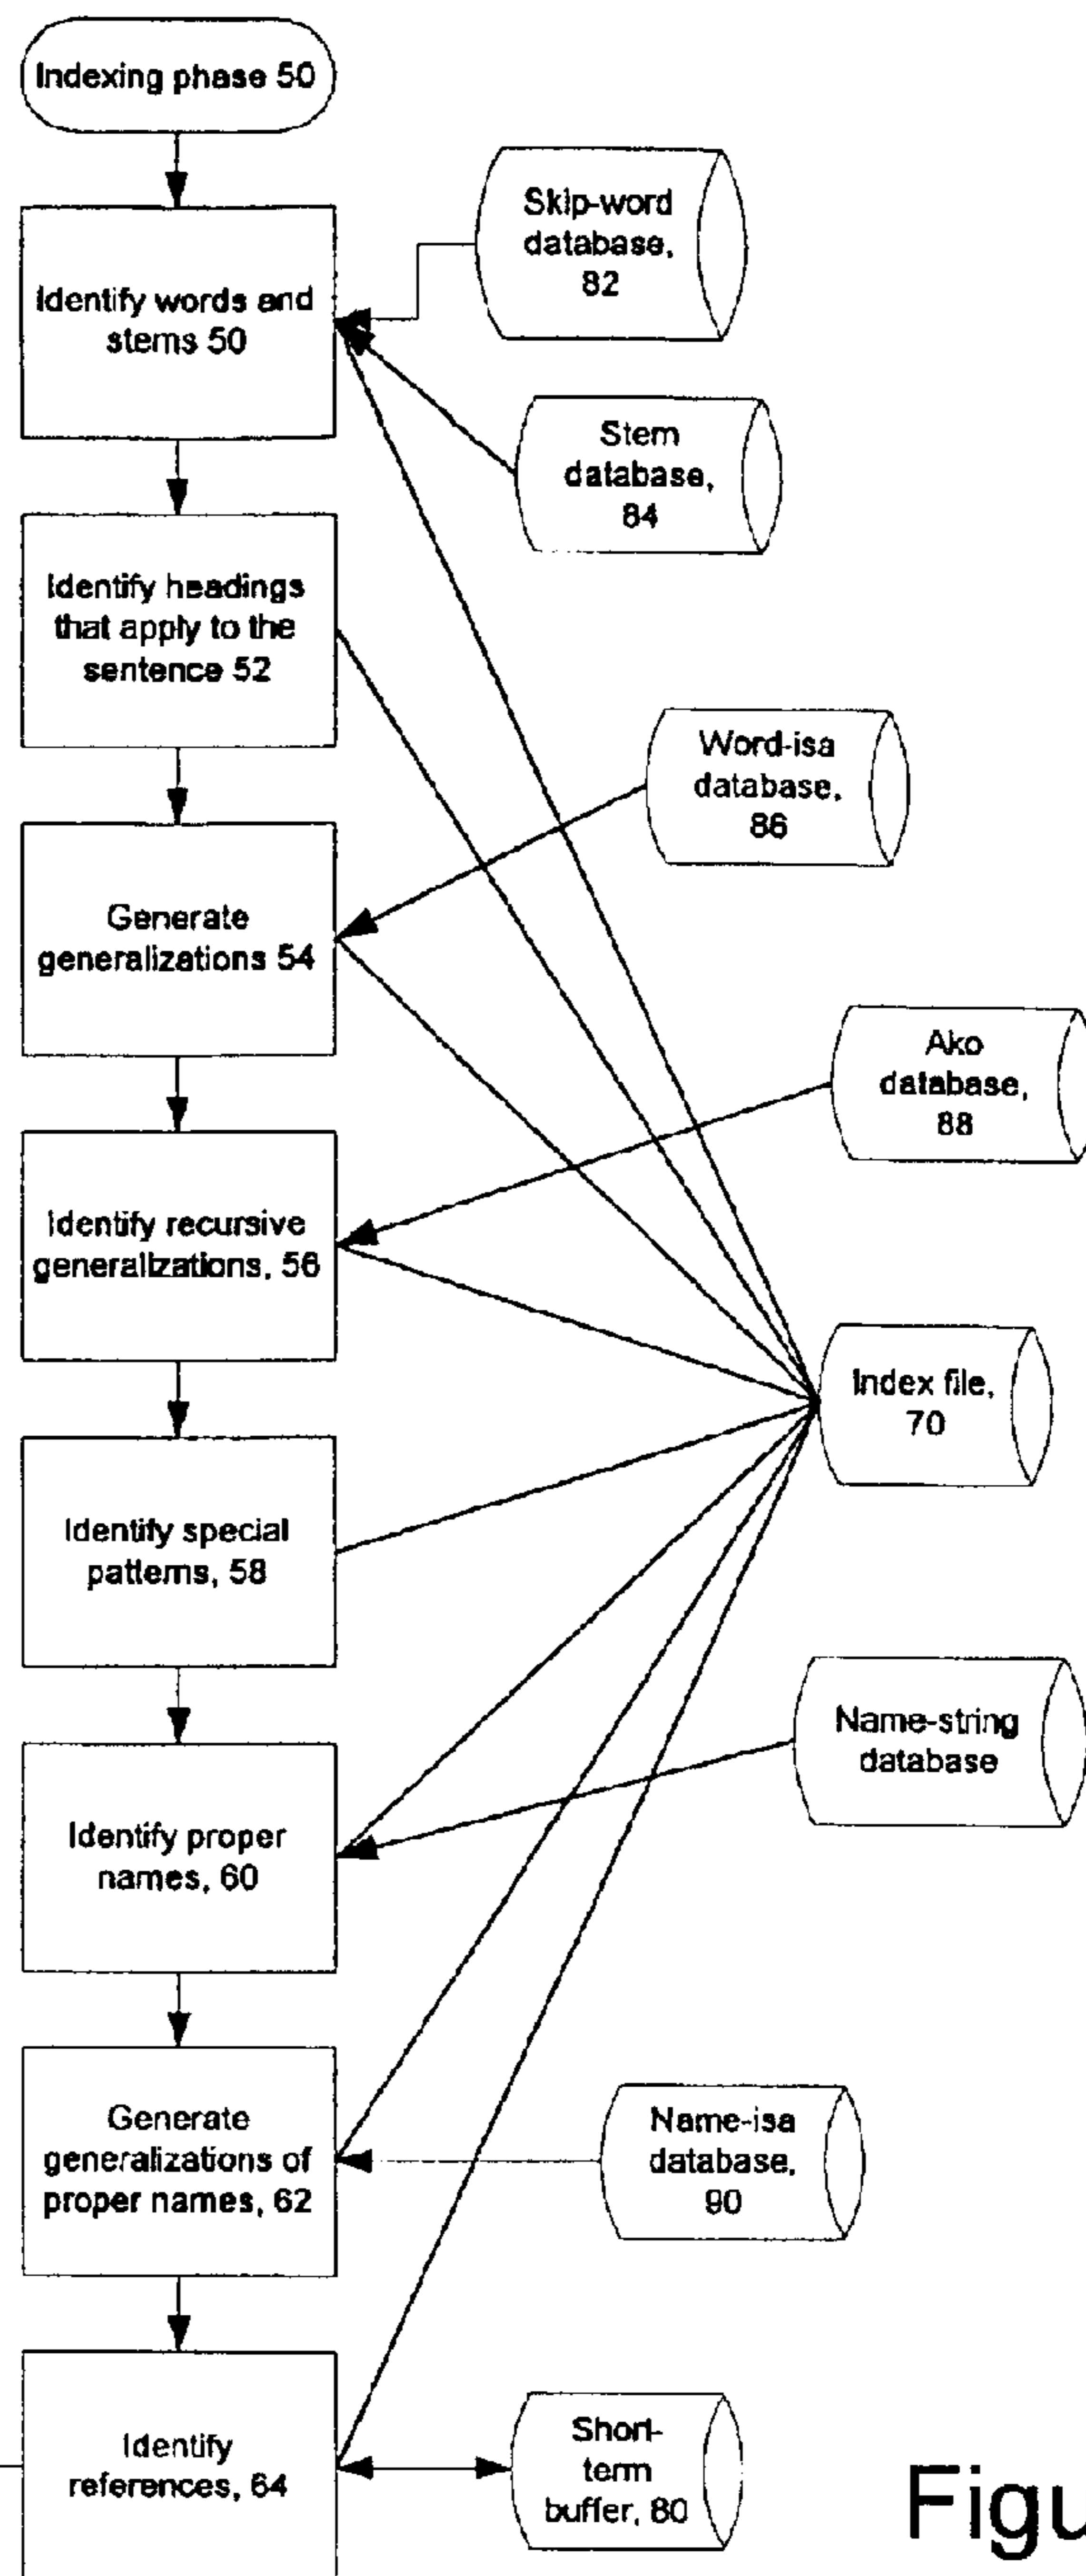 Indexing phase 50
Skip-word
database,
82
Identify words and
stems 50
Stem
database,
84
Identify headings
that apply to the
sentence 52
Word-isa
database,
86
Generate
generalizations 54
Ako
database,
88
Identify recursive
generalizations, 56
Index file,
70
Identify special
patterns, 58
Name-string
database
Identify proper
names, 60
Generate
generalizations of
proper names, 62
Name-isa
database,
90
Identify
references, 64
Short-
term
buffer, 80
Figu